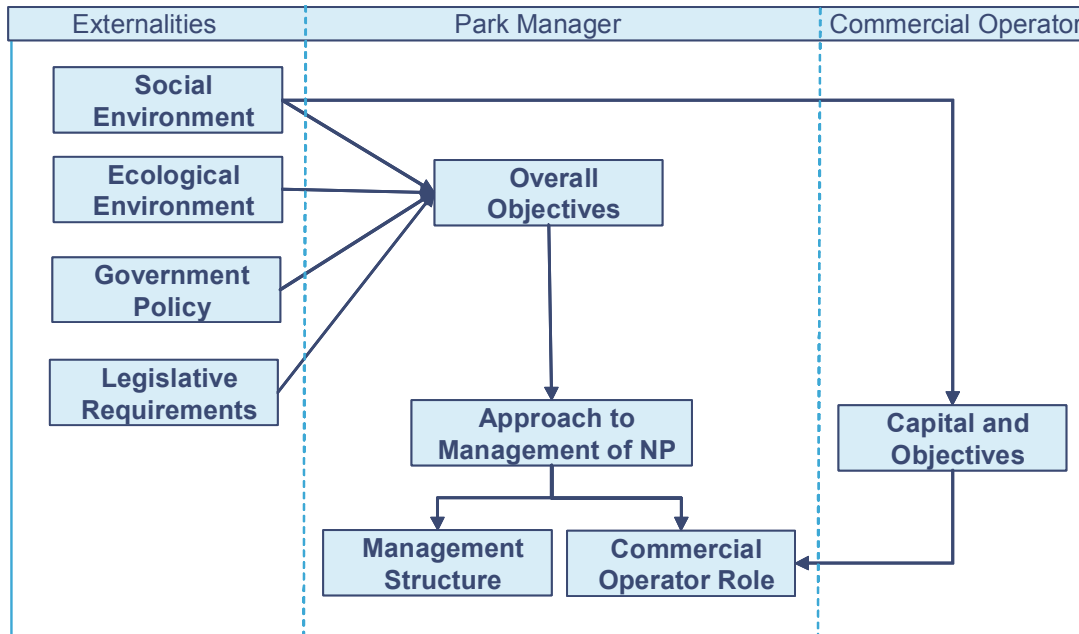 Externalities
Park Manager
Commercial Operator
Social
Environment
Ecological
Environment
Overall
Objectives
Government
Policy
Legislative
Requirements
Approach to
Management of NP
Capital and
Objectives
Management
Structure
Commercial
Operator Role